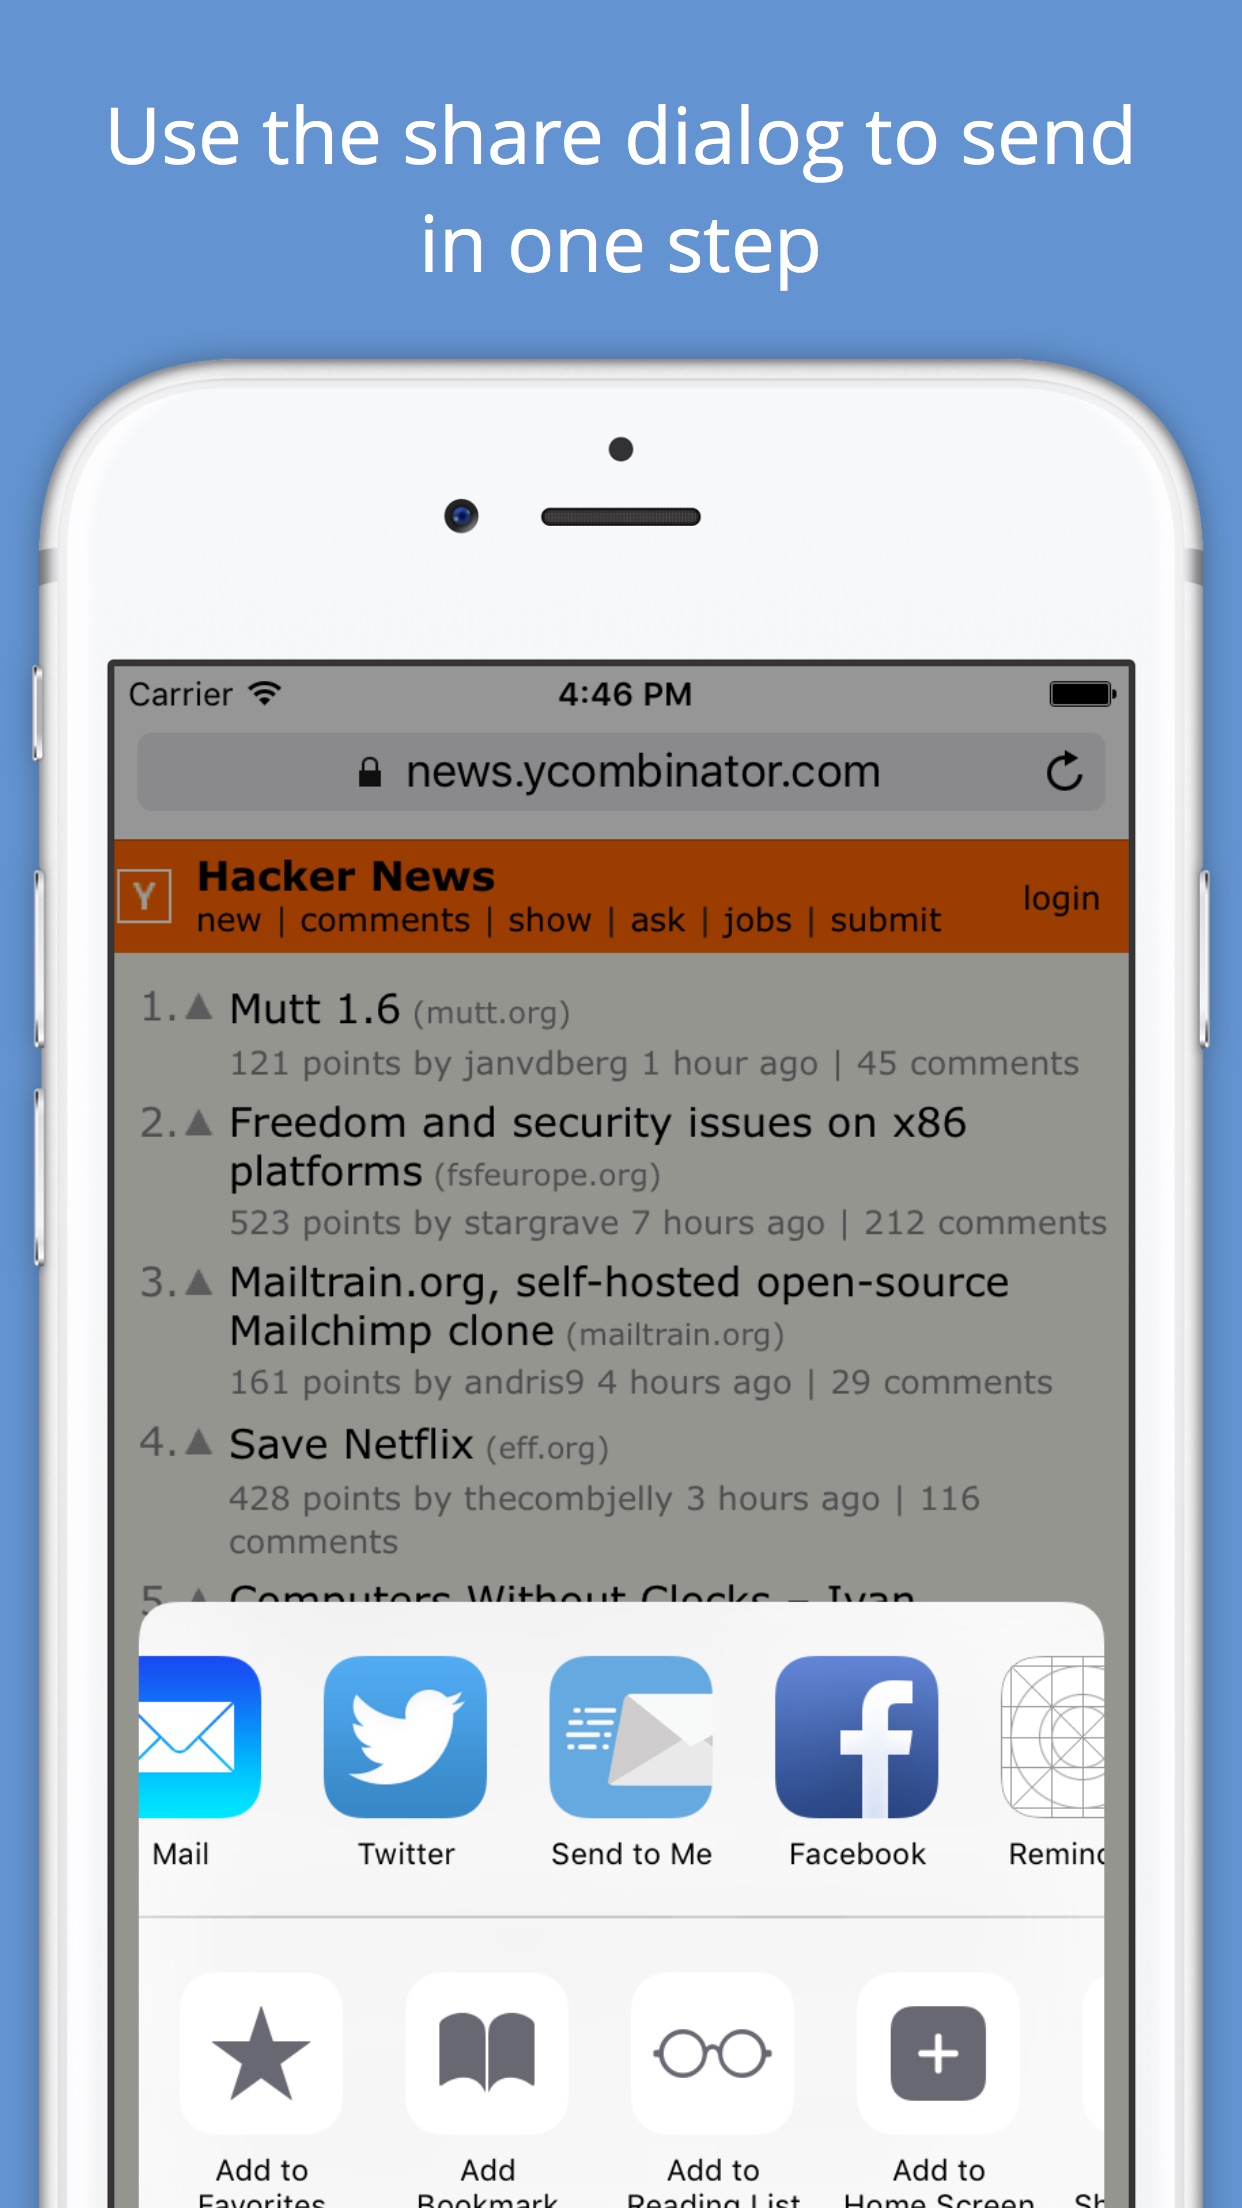 Use the share dialog to send
in one step
Carrier 4:46 PM
news.ycombinator.com
Y
Hacker News
new | comments | show | ask | jobs | submit
login
1. Mutt 1.6 (mutt.org)
121 points by janvdberg 1 hour ago | 45 comments
2. Freedom and security issues on x86
platforms (fsfeurope.org)
523 points by stargrave 7 hours ago | 212 comments
3. Mailtrain.org, self-hosted open-source
Mailchimp clone (mailtrain.org)
161 points by andris9 4 hours ago | 29 comments
4. Save Netflix (eff.org)
428 points by thecombjelly 3 hours ago | 116
comments
5. Computers Without Clocks – Ivan
Mail Twitter Send to Me Facebook Remind
Add to Add Add to Add to
Favorites Bookmark Reading List Home Screen Sh